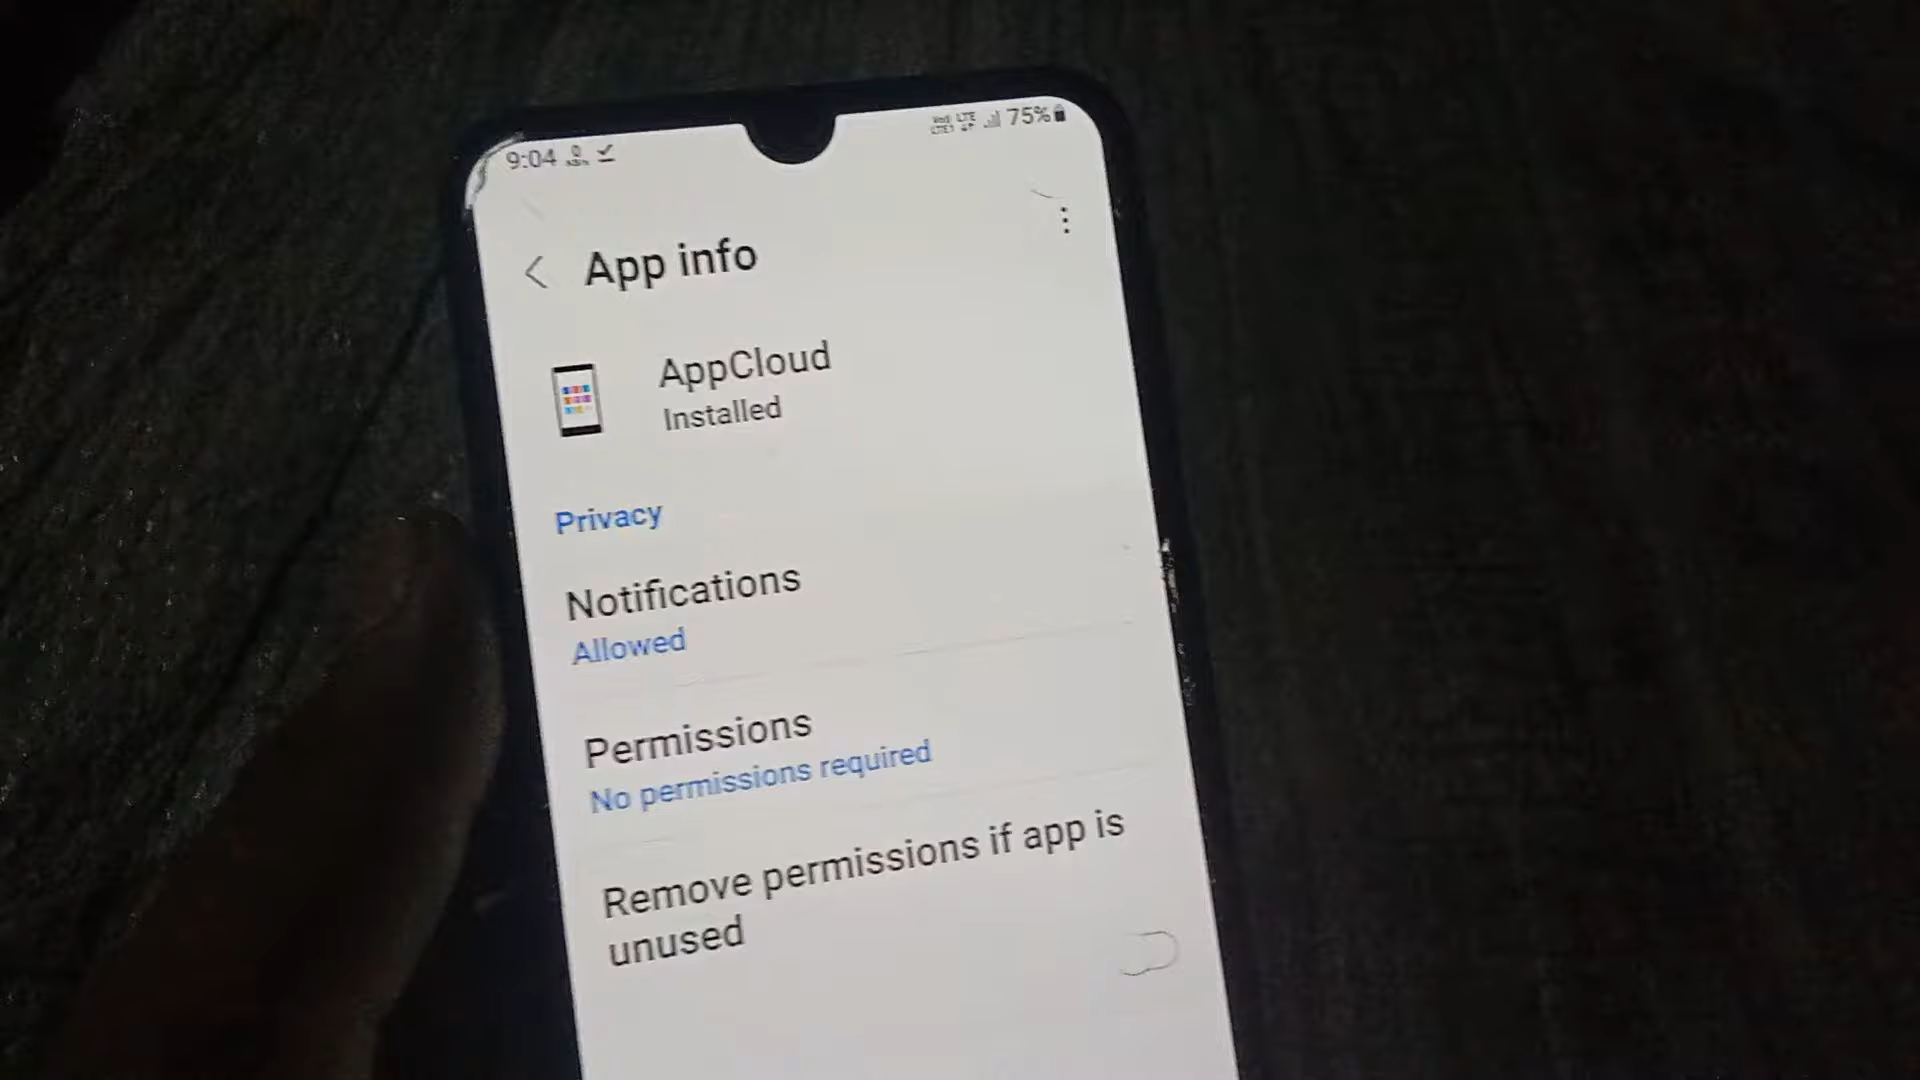 9:04
LTE
75%
App info
AppCloud
Installed
Privacy
Notifications
Allowed
Permissions
No permissions required
Remove permissions if app is
unused